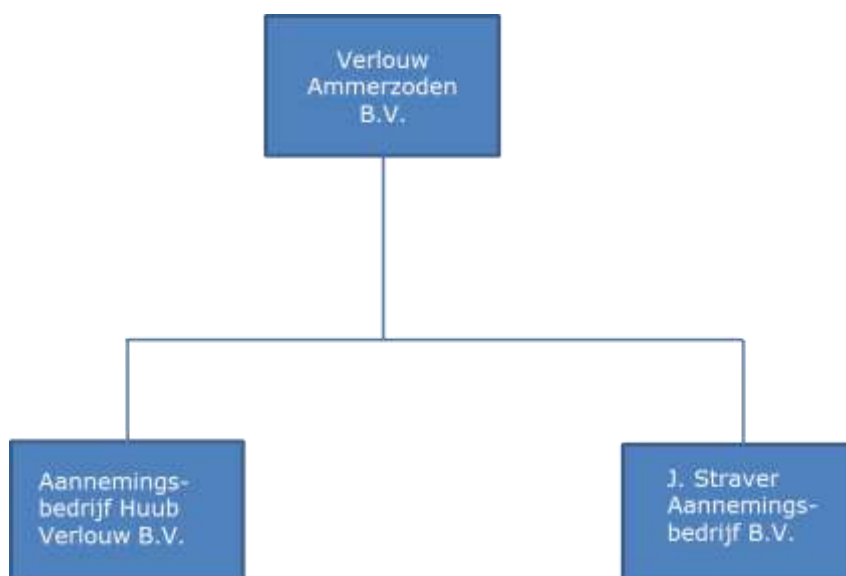 Verlouw
Ammerzoden
B.V.
Aannemings-
bedrijf Huub
Verlouw B.V.
J. Straver
Aannemings-
bedrijf B.V.